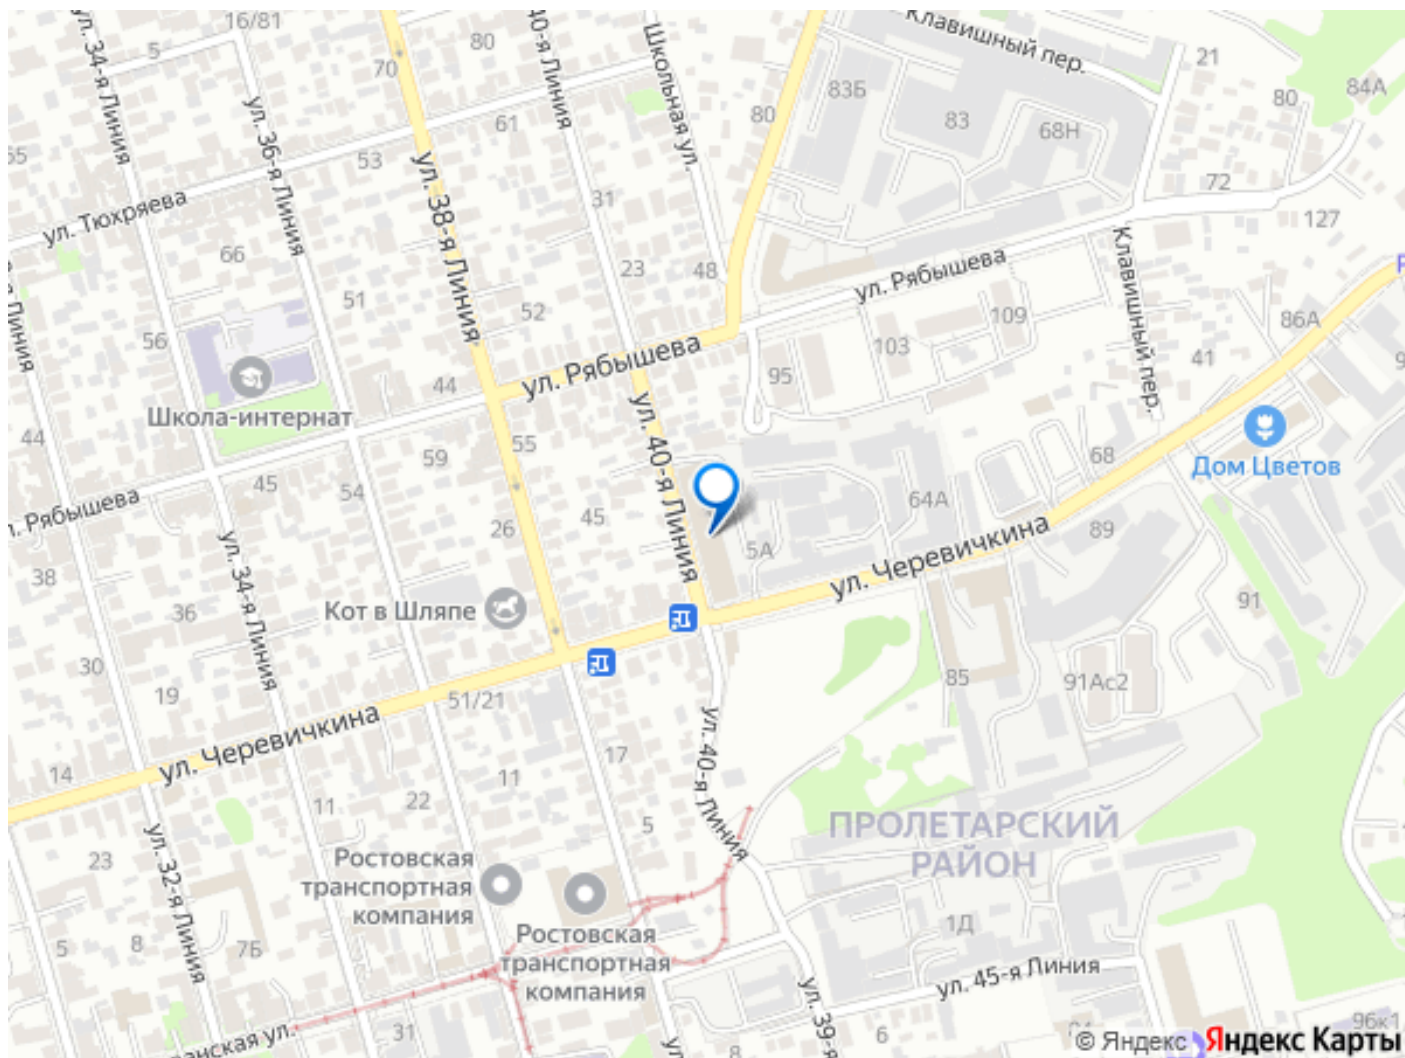 16/81
5
ул. 34-я Линия
70
80
40-я Линия
Школьная ул.
Клавишный пер.
21
84А
80
83Б
83
68Н
80
61
53
ул. 36-я Линия
ул. 38-я Линия
ул. Тюхряева
66
31
23
48
72
127
ул. Рябышева
Клавишный пер.
51
52
56
109
103
86А
41
ул. Рябышева
95
44
Школа-интернат
ул. 40-я Линия
44
59
55
45
54
68
Дом Цветов
64А
89
л. Рябышева
26
45
5А
ул. Черевичкина
38
36
ул. 34-я Линия
Кот в Шляпе
91
30
19
51/21
85
91Ас2
ул. Черевичкина
14
17
ул. 40-я Линия
11
22
11
5
ПРОЛЕТАРСКИЙ
РАЙОН
23
ул. 32-я Линия
Ростовская
транспортная
компания
Ростовская
транспортная
компания
5
8
7Б
1Д
ул. 45-я Линия
ул. 39-я
анская ул.
31
8
6
96к1
© Яндекс
Яндекс Карты